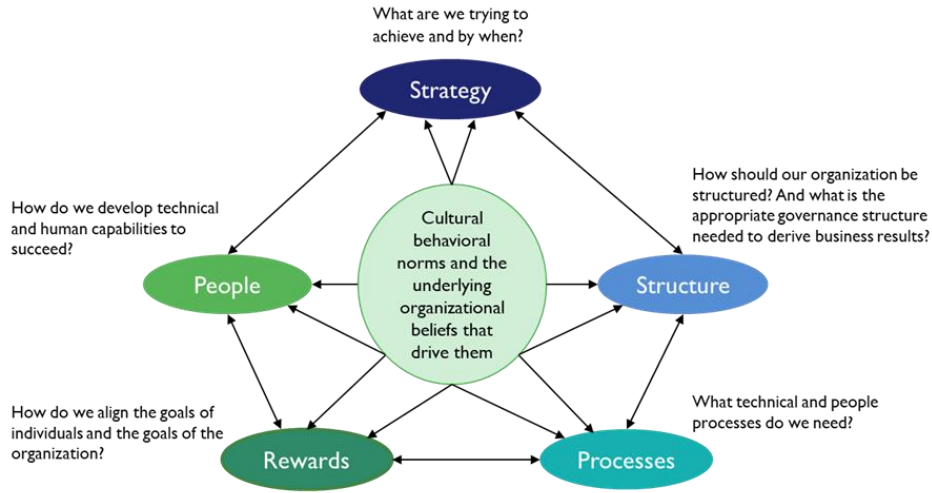 What are we trying to
achieve and by when?
Strategy
How should our organization be
structured? And what is the
appropriate governance structure
needed to derive business results?
How do we develop technical
and human capabilities to
succeed?
Cultural
behavioral
norms and the
underlying
organizational
beliefs that
drive them
People
Structure
How do we align the goals of
individuals and the goals of the
organization?
What technical and people
processes do we need?
Rewards
Processes